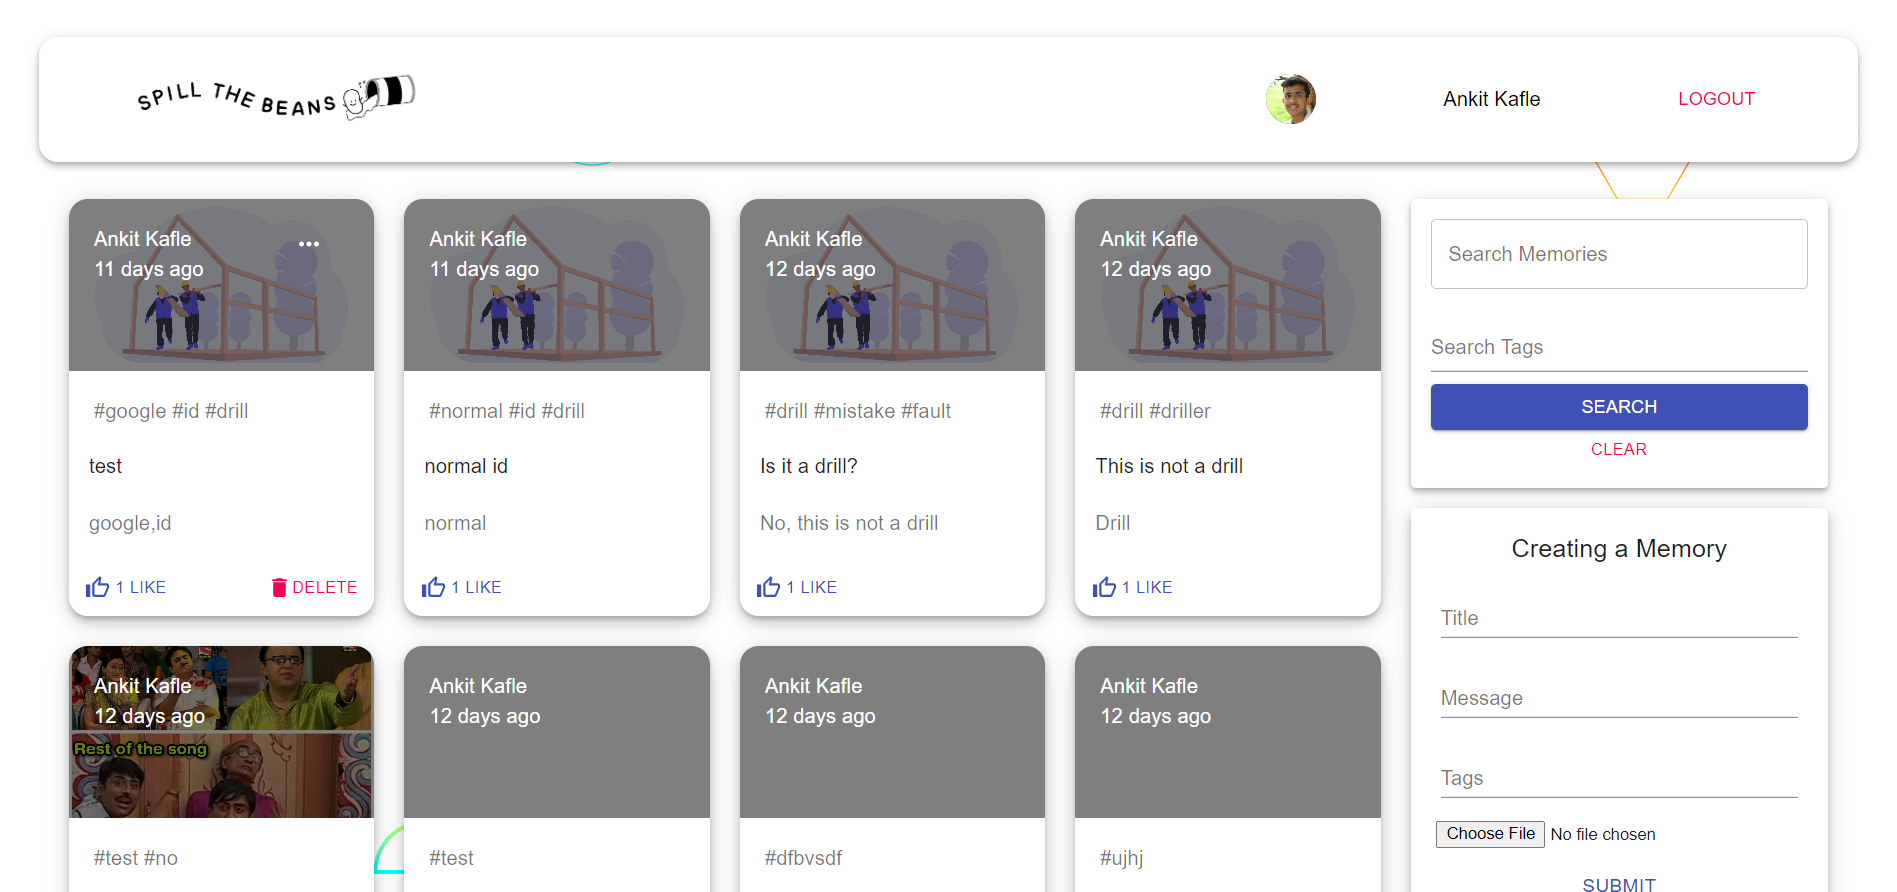 SPILL THE BEANS
Ankit Kafle
LOGOUT
Ankit Kafle
11 days ago
#google #id #drill
test
google,id
1 LIKE
DELETE
Ankit Kafle
11 days ago
#normal #id #drill
normal id
normal
1 LIKE
Ankit Kafle
12 days ago
#drill #mistake #fault
Is it a drill?
No, this is not a drill
1 LIKE
Ankit Kafle
12 days ago
#drill #driller
This is not a drill
Drill
1 LIKE
Ankit Kafle
12 days ago
Rest of the song
#test #no
Ankit Kafle
12 days ago
#test
Ankit Kafle
12 days ago
#dfbvsdf
Ankit Kafle
12 days ago
#ujhj
Search Memories
Search Tags
SEARCH
CLEAR
Creating a Memory
Title
Message
Tags
Choose File No file chosen
SUBMIT